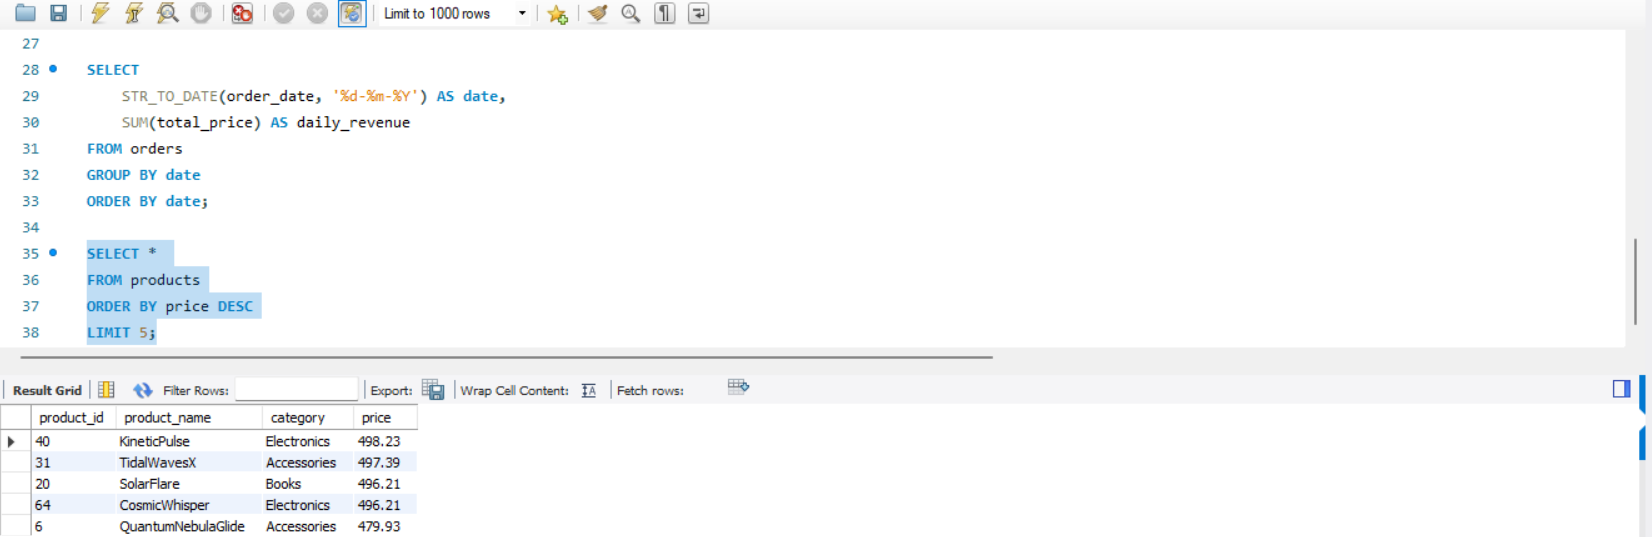 Limit to 1000 rows
27
28 SELECT
29 STR_TO_DATE(order_date, '%d-%m-%Y') AS date,
30 SUM(total_price) AS daily_revenue
31 FROM orders
32 GROUP BY date
33 ORDER BY date;
34
35 SELECT *
36 FROM products
37 ORDER BY price DESC
38 LIMIT 5;
Result Grid Filter Rows: Export: Wrap Cell Content: Fetch rows:
product_id product_name category price
40 KineticPulse Electronics 498.23
31 TidalWavesX Accessories 497.39
20 SolarFlare Books 496.21
64 CosmicWhisper Electronics 496.21
6 QuantumNebulaGlide Accessories 479.93